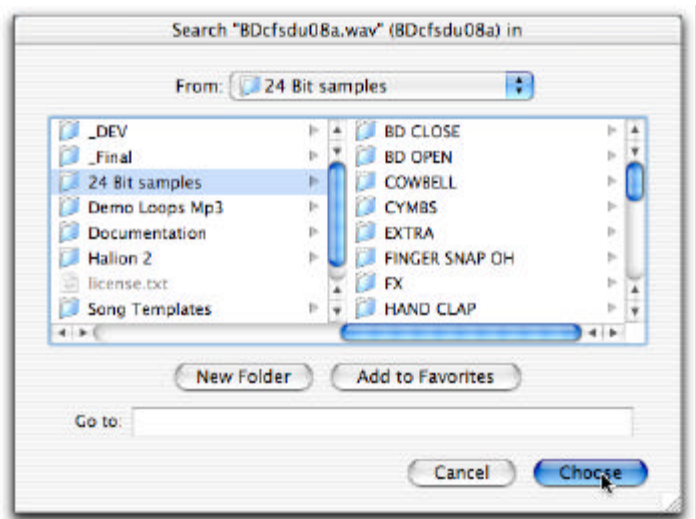 Search "BDcfsdu08a.wav" (BDcfsdu08a) in
From: 24 Bit samples
_DEV
_Final
24 Bit samples
Demo Loops Mp3
Documentation
Halion 2
license.txt
Song Templates
BD CLOSE
BD OPEN
COWBELL
CYMBS
EXTRA
FINGER SNAP OH
FX
HAND CLAP
New Folder
Add to Favorites
Go to:
Cancel
Choose